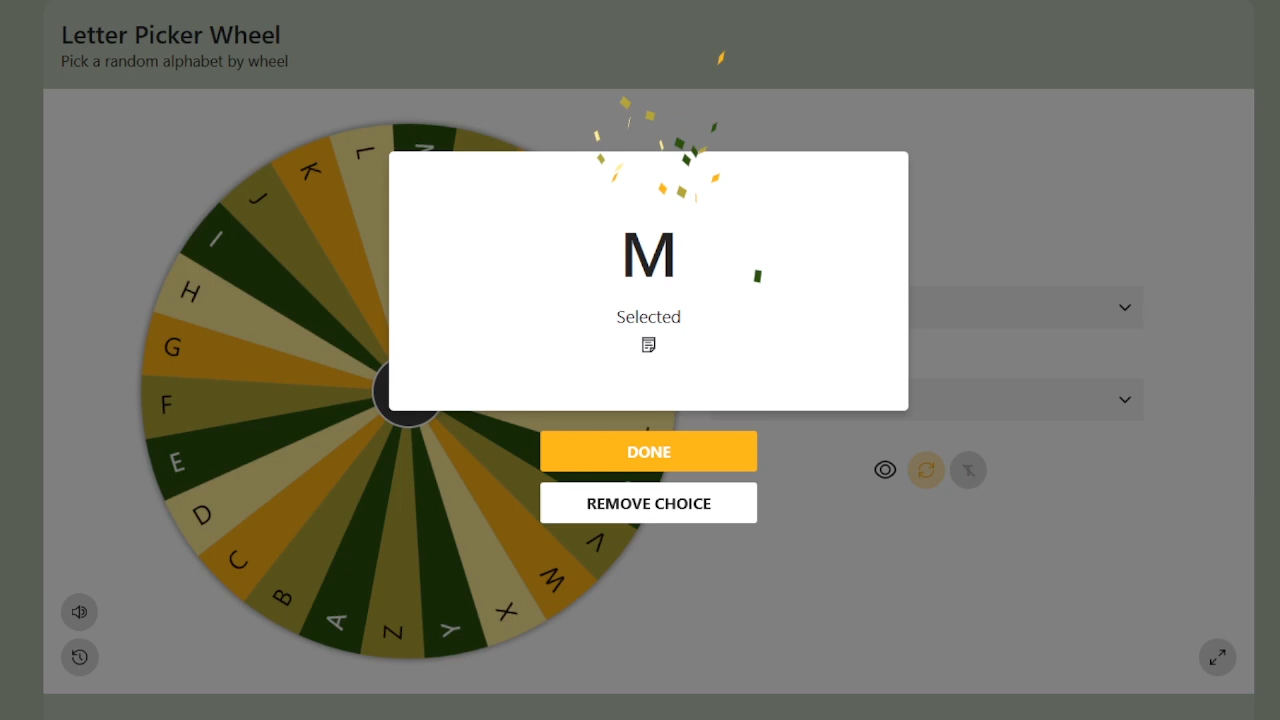 Letter Picker Wheel
Pick a random alphabet by wheel
L
K
J
I
H
G
F
E
D
C
B
A
Z
Y
X
W
V
M
Selected
DONE
REMOVE CHOICE